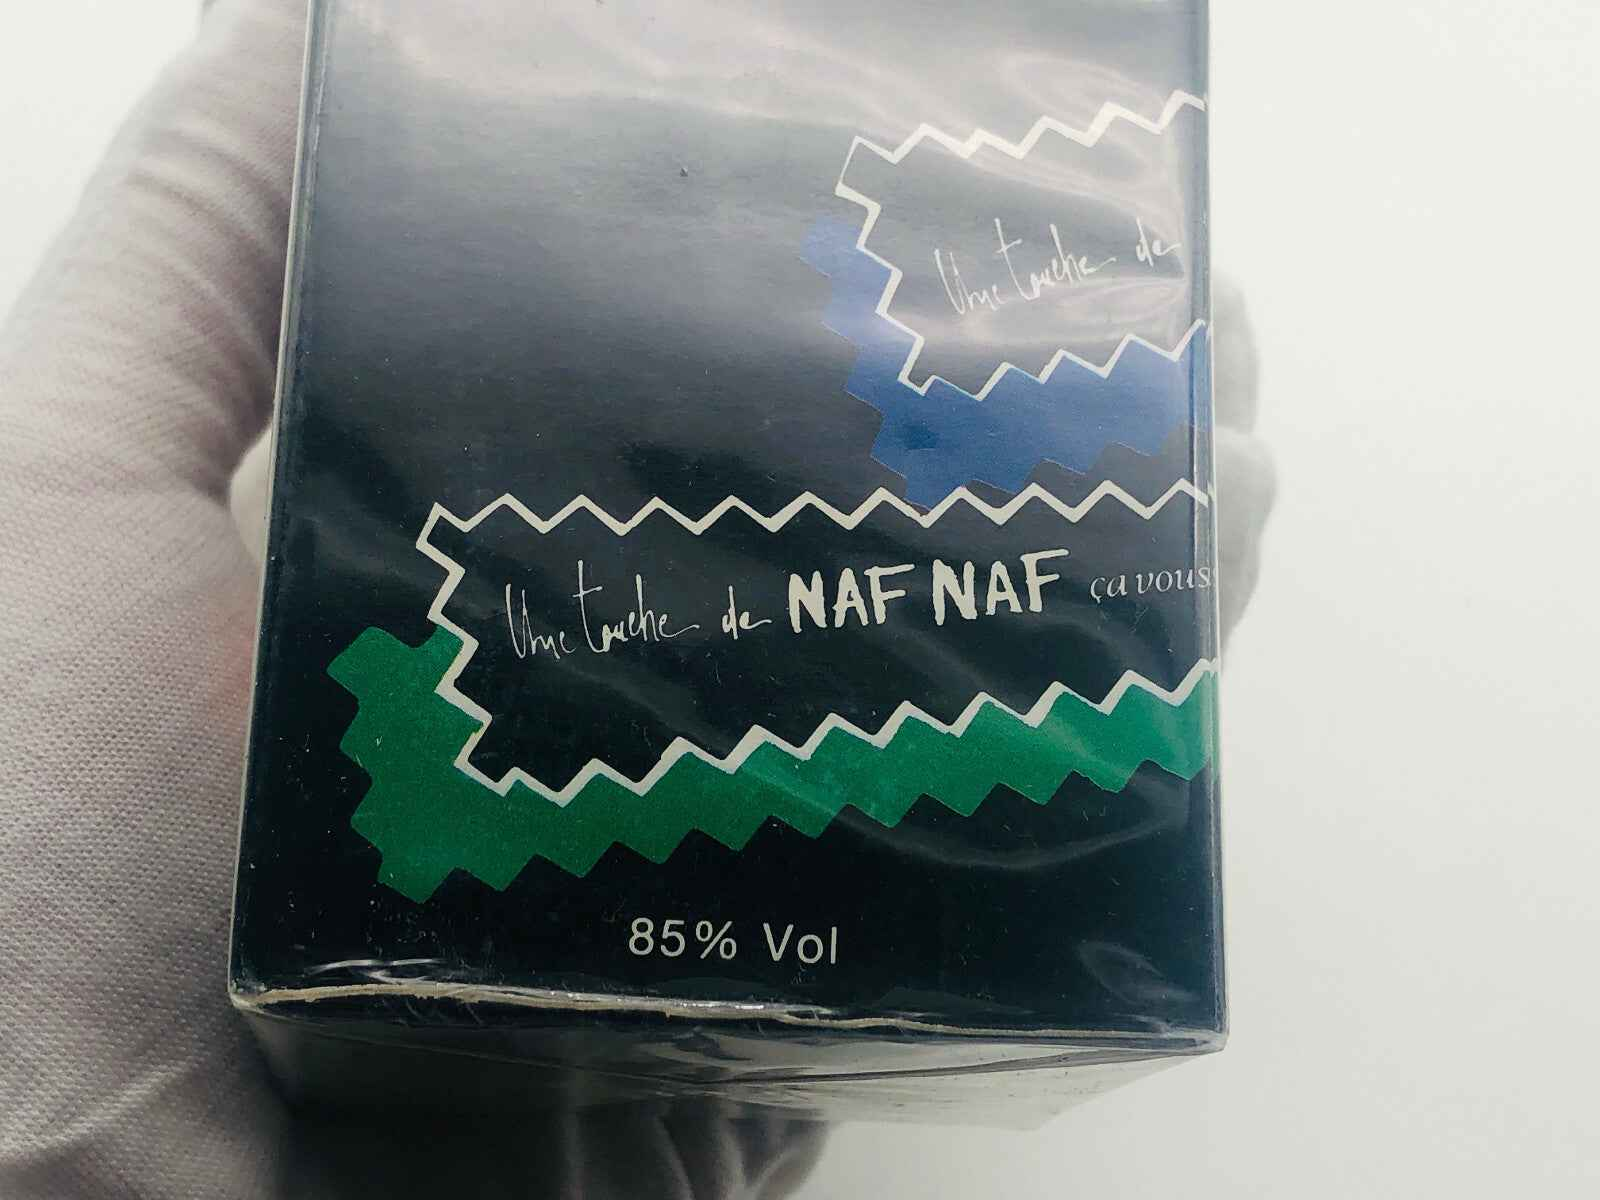 Une touche de
Une touche de NAF NAF ça vous
85% Vol